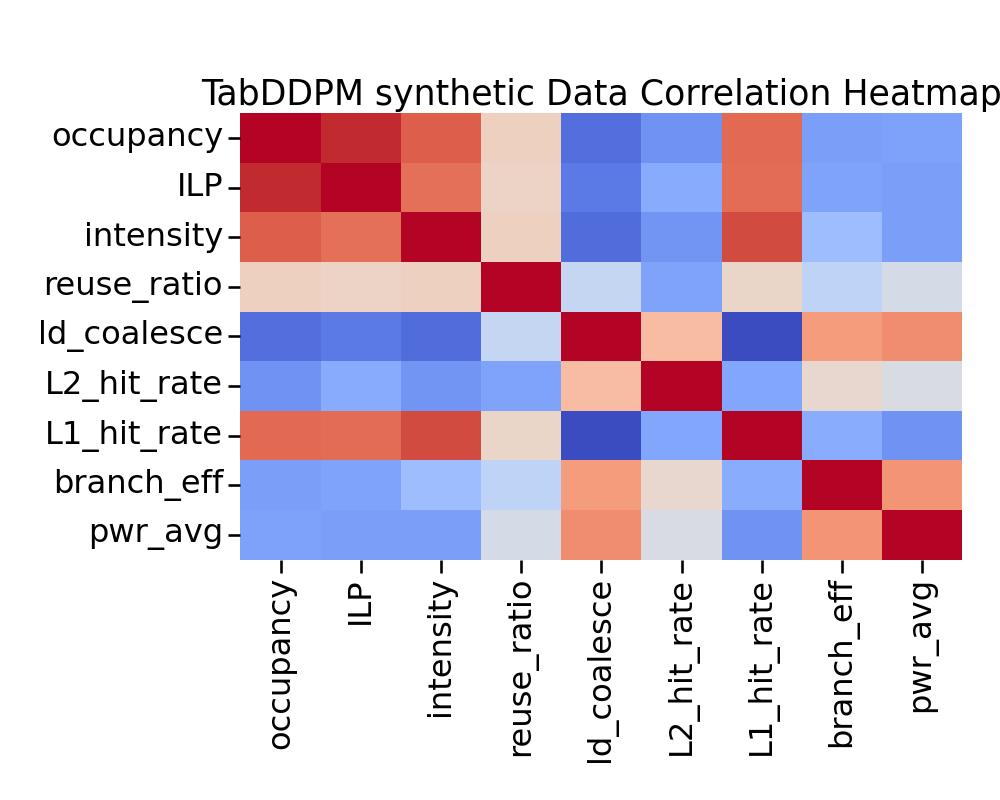 TabDDPM synthetic Data Correlation Heatmap
occupancy
ILP
intensity
reuse_ratio
ld_coalesce
L2_hit_rate
L1_hit_rate
branch_eff
pwr_avg
occupancy
ILP
intensity
reuse_ratio
ld_coalesce
L2_hit_rate
L1_hit_rate
branch_eff
pwr_avg